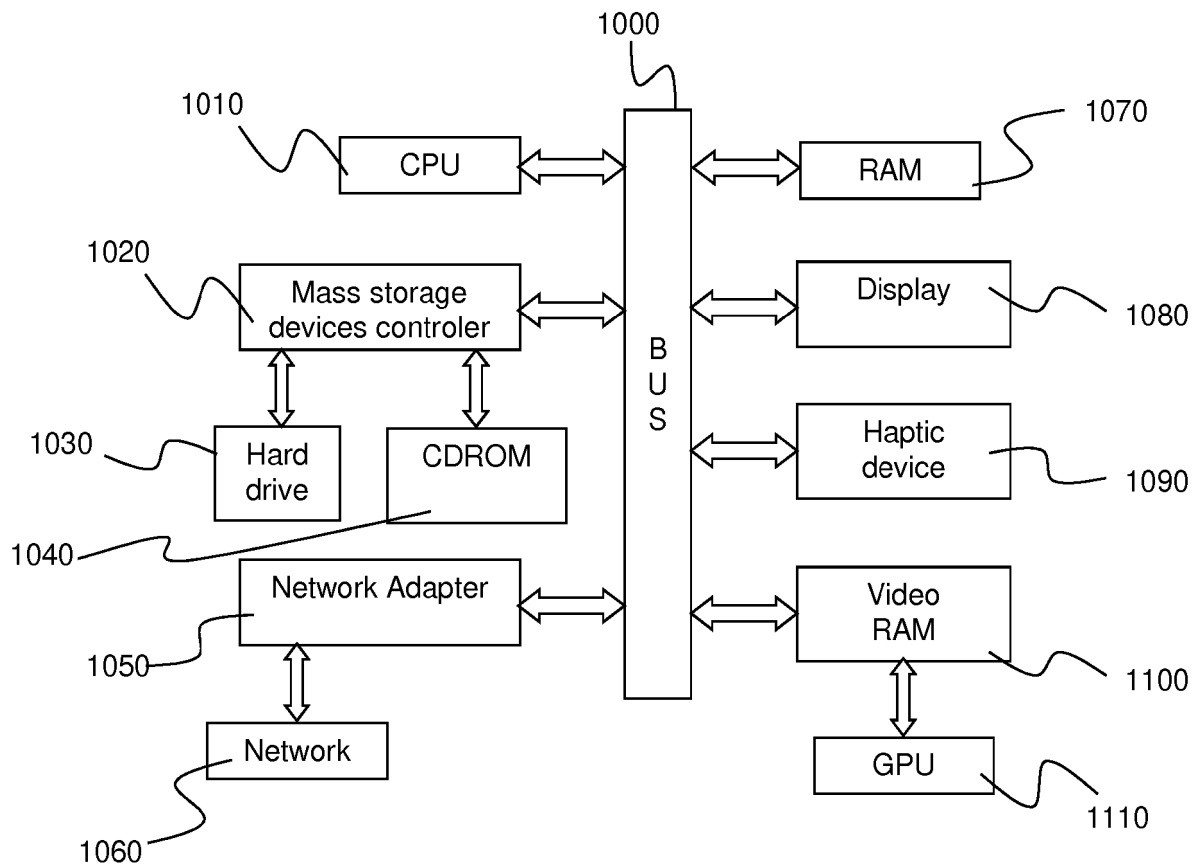 1000
1010
CPU
1070
RAM
1020
Mass storage
devices controler
Display
1080
B
U
S
1030
Hard
drive
CDROM
Haptic
device
1090
1040
Network Adapter
1050
Video
RAM
1100
Network
1060
GPU
1110